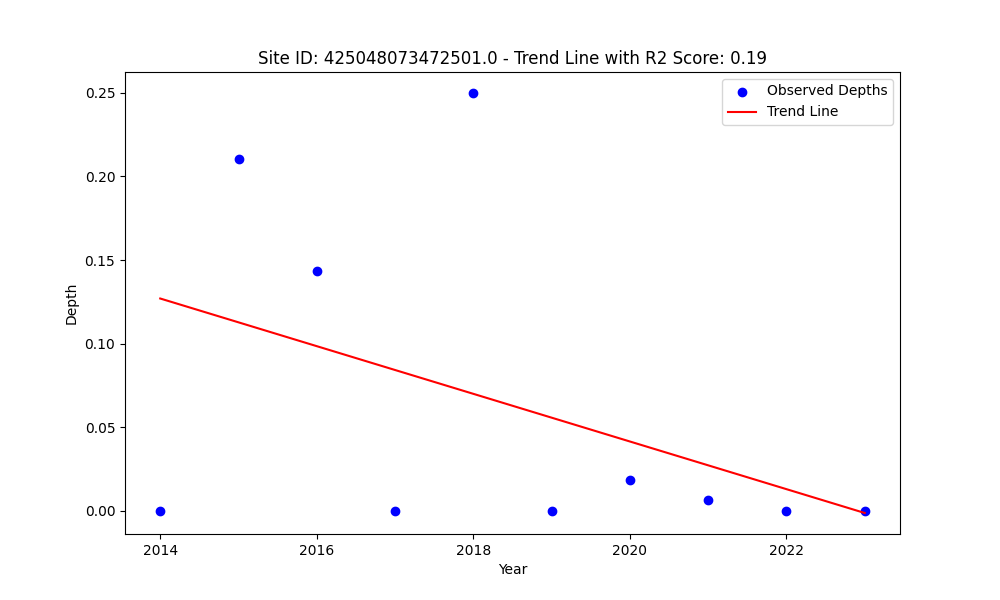 Site ID: 425048073472501.0 - Trend Line with R2 Score: 0.19
Observed Depths
Trend Line
0.25
0.20
0.15
0.10
0.05
0.00
Depth
2014
2016
2018
2020
2022
Year